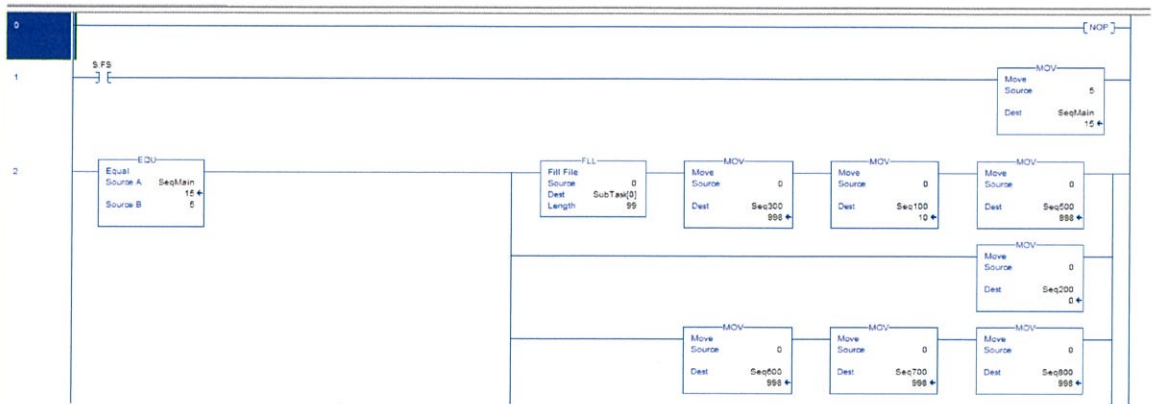 0
NOP
1
S:FS
MOV
Move
Source 5
Dest SeqMain
15
2
EQU
Equal
Source A SeqMain
15
Source B 5
FLL
Fill File
Source 0
Dest SubTask[0]
Length 99
MOV
Move
Source 0
Dest Seq300
998
MOV
Move
Source 0
Dest Seq100
10
MOV
Move
Source 0
Dest Seq500
998
MOV
Move
Source 0
Dest Seq200
0
MOV
Move
Source 0
Dest Seq600
998
MOV
Move
Source 0
Dest Seq700
998
MOV
Move
Source 0
Dest Seq800
998